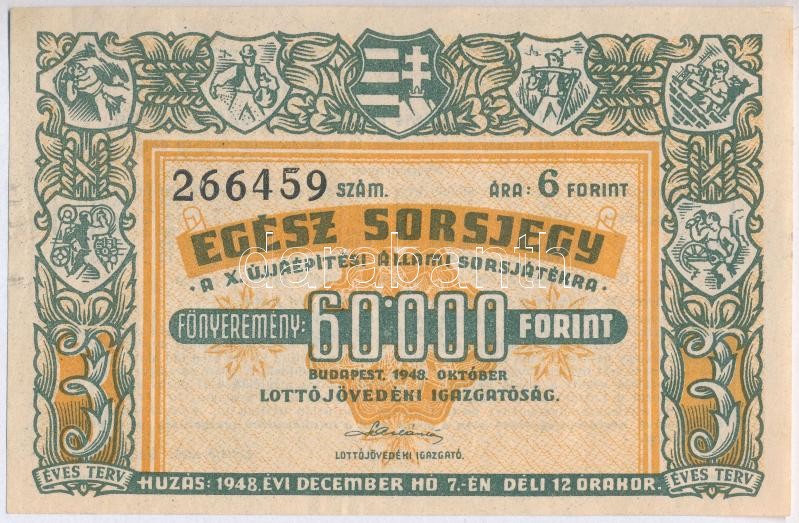 266459 SZÁM. ÁRA: 6 FORINT
EGÉSZ SORSJEGY
· A X. ÚJJÁÉPÍTÉSI ÁLLAMI SORSJÁTÉKRA ·
FŐNYEREMÉNY: 60·000 FORINT
BUDAPEST, 1948. OKTÓBER
LOTTÓJÖVEDÉKI IGAZGATÓSÁG.
LOTTÓJÖVEDÉKI IGAZGATÓ.
3 3
ÉVES TERV ÉVES TERV
HUZÁS: 1948. ÉVI DECEMBER HÓ 7.-ÉN DÉLI 12 ÓRAKOR.